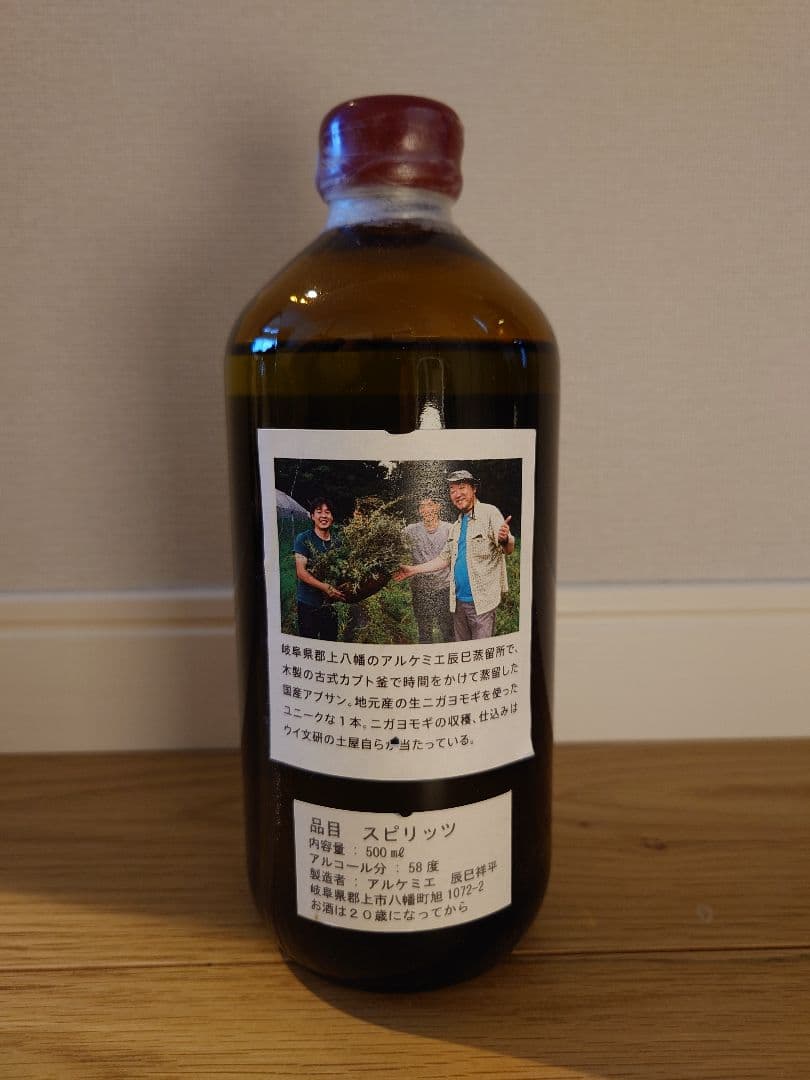 岐阜県郡上八幡のアルケミエ辰巳蒸留所で、
木製の古式カブト釜で時間をかけて蒸留した
国産アブサン。地元産の生ニガヨモギを使った
ユニークな1本。ニガヨモギの収穫、仕込みは
ウイ文研の土屋自らが当たっている。
品目 スピリッツ
内容量 : 500㎖
アルコール分 : 58度
製造者 : アルケミエ 辰巳祥平
岐阜県郡上市八幡町旭1072-2
お酒は20歳になってから